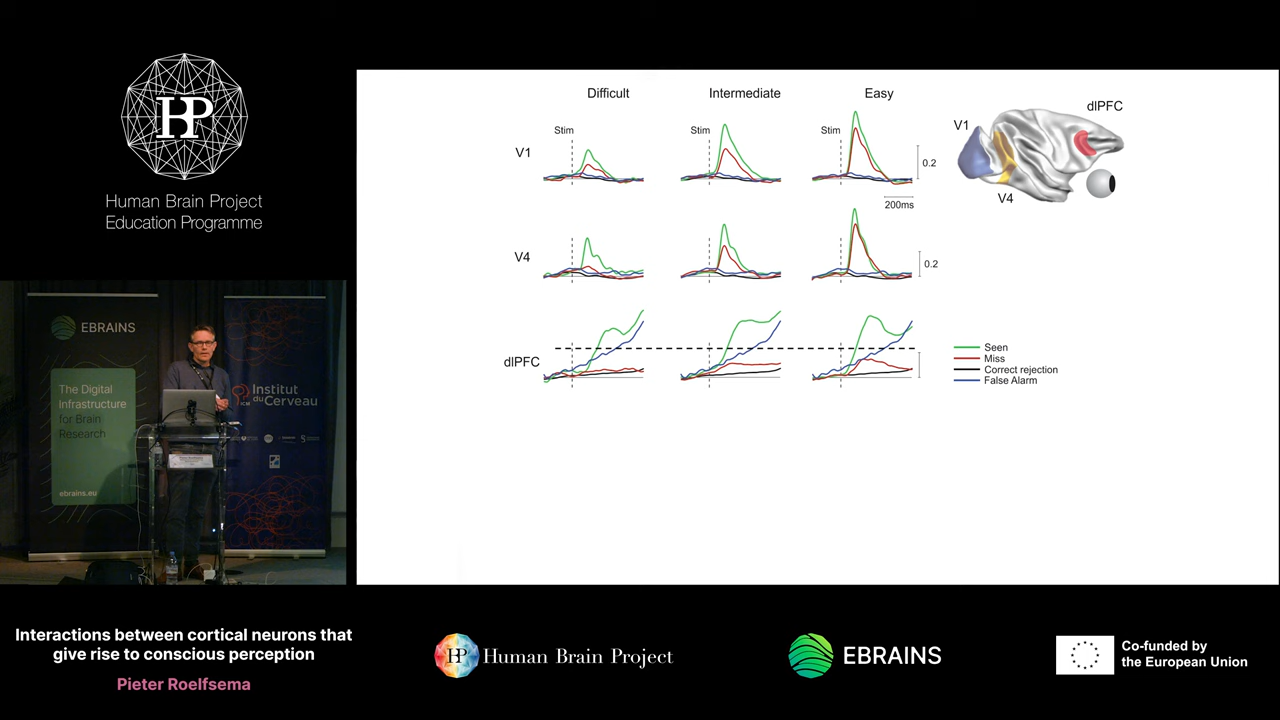 HP
Human Brain Project
Education Programme
EBRAINS
The Digital
Infrastructure
for Brain
Research
ebrains.eu
Institut
du Cerveau
ICM
Difficult
Intermediate
Easy
Stim
Stim
Stim
V1
0.2
200ms
V4
0.2
dlPFC
V1
dlPFC
V4
Seen
Miss
Correct rejection
False Alarm
Interactions between cortical neurons that
give rise to conscious perception
Pieter Roelfsema
HP
Human Brain Project
EBRAINS
Co-funded by
the European Union